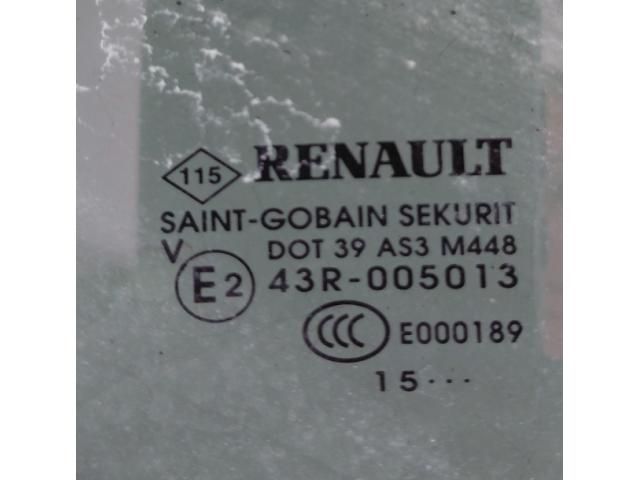 115 RENAULT
SAINT-GOBAIN SEKURIT
V DOT 39 AS3 M448
E2 43R-005013
CCC E000189
15...